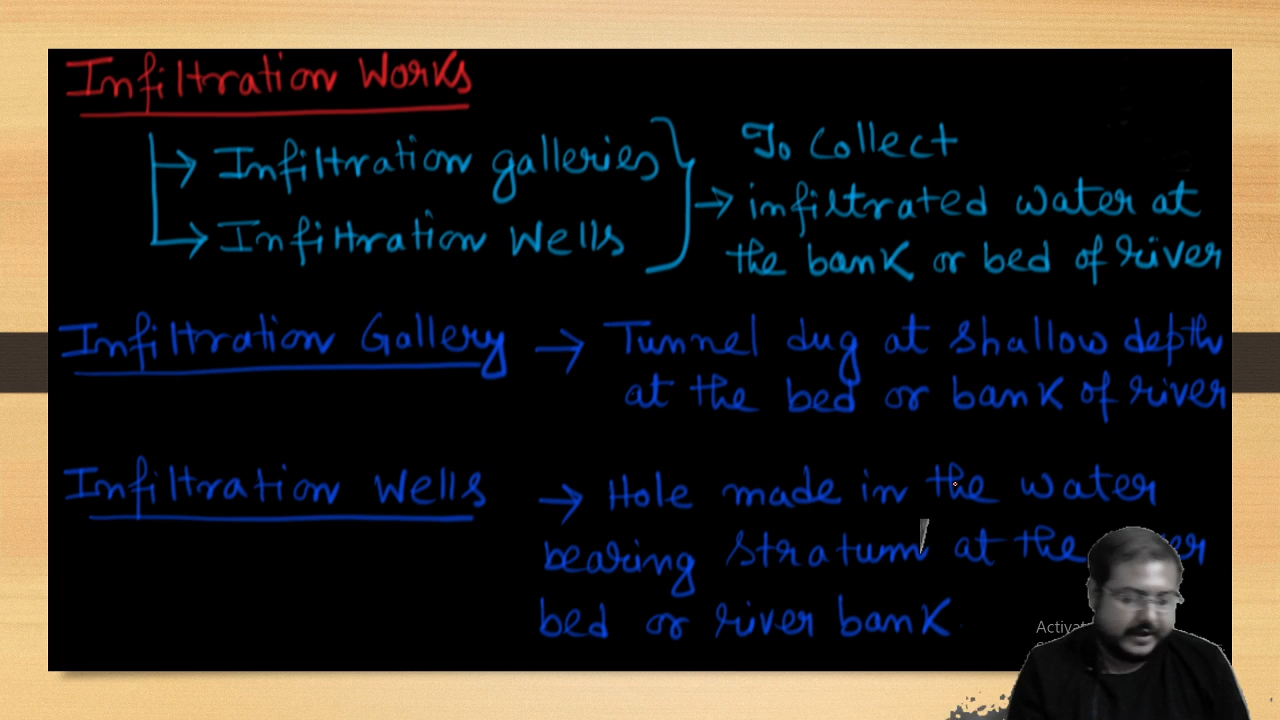 Infiltration Works
→ Infiltration galleries
→ Infiltration Wells
→ To collect
infiltrated water at
the bank or bed of river
Infiltration Gallery → Tunnel dug at shallow depth
at the bed or bank of river
Infiltration Wells → Hole made in the water
bearing stratum at the
bed or river bank